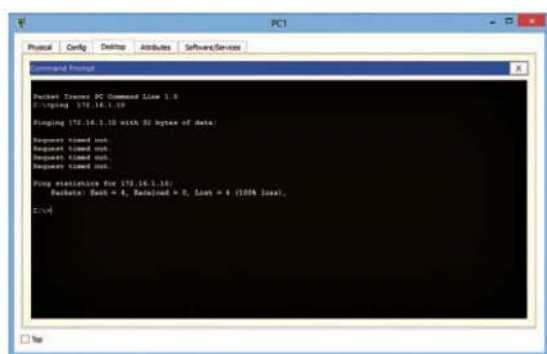 PC1
Physical Config Desktop Attributes Software/Services
Command Prompt X
Packet Tracer PC Command Line 1.0
C:\>ping 172.16.1.10
Pinging 172.16.1.10 with 32 bytes of data:
Request timed out.
Request timed out.
Request timed out.
Request timed out.
Ping statistics for 172.16.1.10:
Packets: Sent = 4, Received = 0, Lost = 4 (100% loss),
C:\>
Top